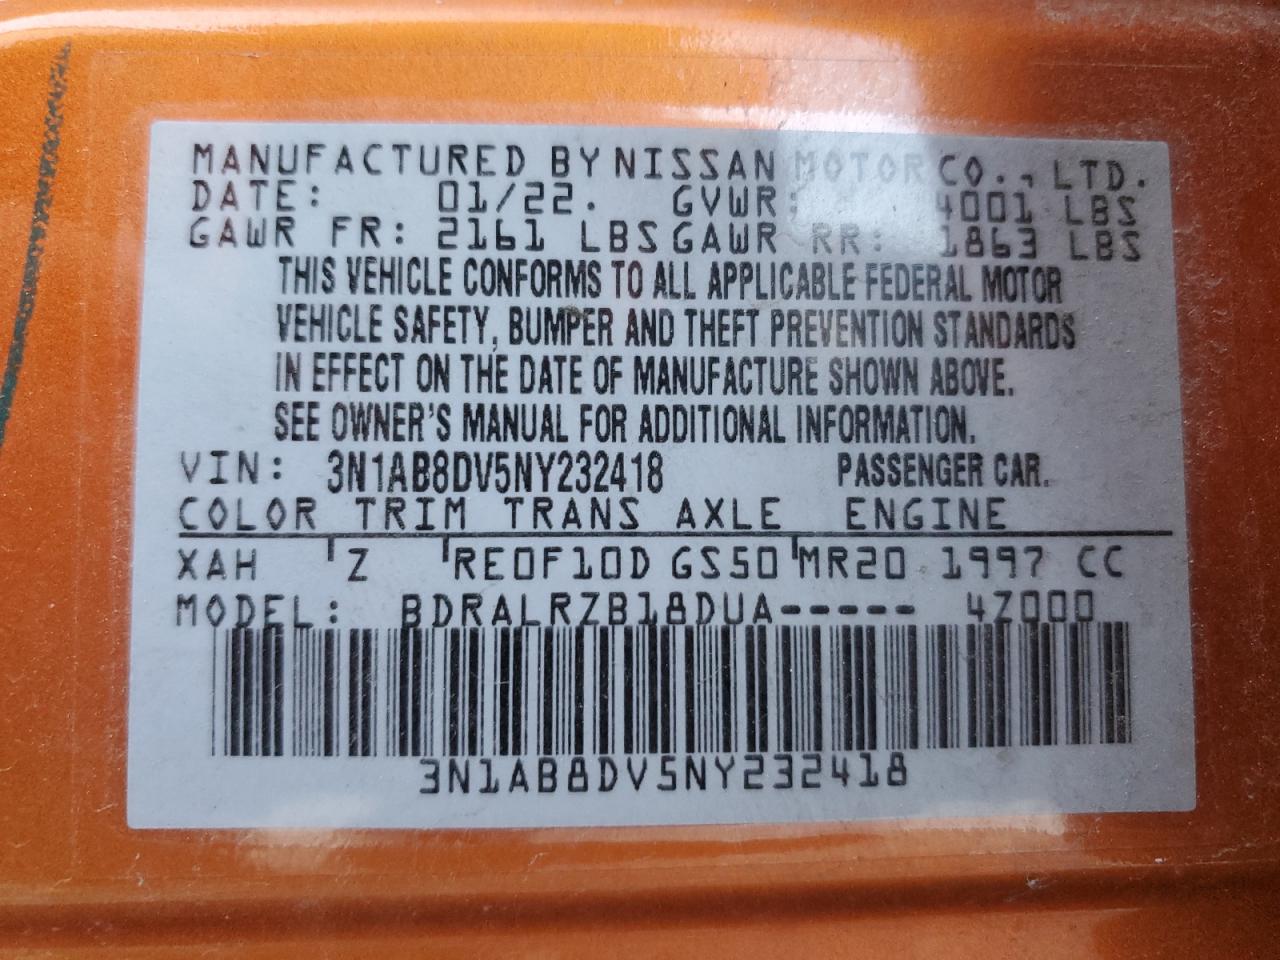 MANUFACTURED BY NISSAN MOTOR CO., LTD.
DATE: 01/22. GVWR: 4001 LBS
GAWR FR: 2161 LBS GAWR RR: 1863 LBS
THIS VEHICLE CONFORMS TO ALL APPLICABLE FEDERAL MOTOR
VEHICLE SAFETY, BUMPER AND THEFT PREVENTION STANDARDS
IN EFFECT ON THE DATE OF MANUFACTURE SHOWN ABOVE.
SEE OWNER'S MANUAL FOR ADDITIONAL INFORMATION.
VIN: 3N1AB8DV5NY232418 PASSENGER CAR.
COLOR TRIM TRANS AXLE ENGINE
XAH Z RE0F10D GS50 MR20 1997 CC
MODEL: BDRALRZB18DUA----- 4Z000
3N1AB8DV5NY232418